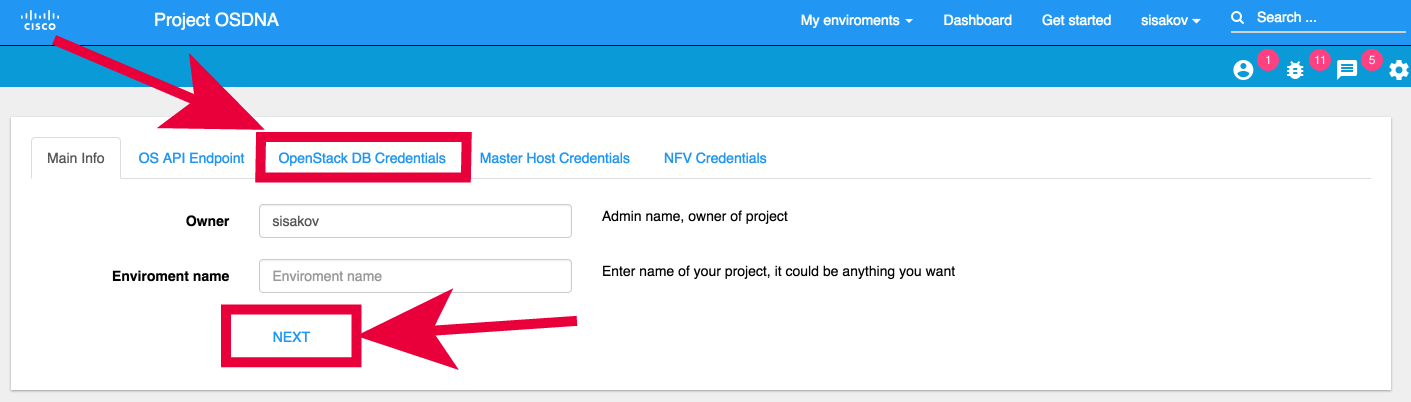 CISCO
Project OSDNA
My enviroments
Dashboard
Get started
sisakov
Search ...
1
11
5
Main Info
OS API Endpoint
OpenStack DB Credentials
Master Host Credentials
NFV Credentials
Owner
sisakov
Admin name, owner of project
Enviroment name
Enviroment name
Enter name of your project, it could be anything you want
NEXT